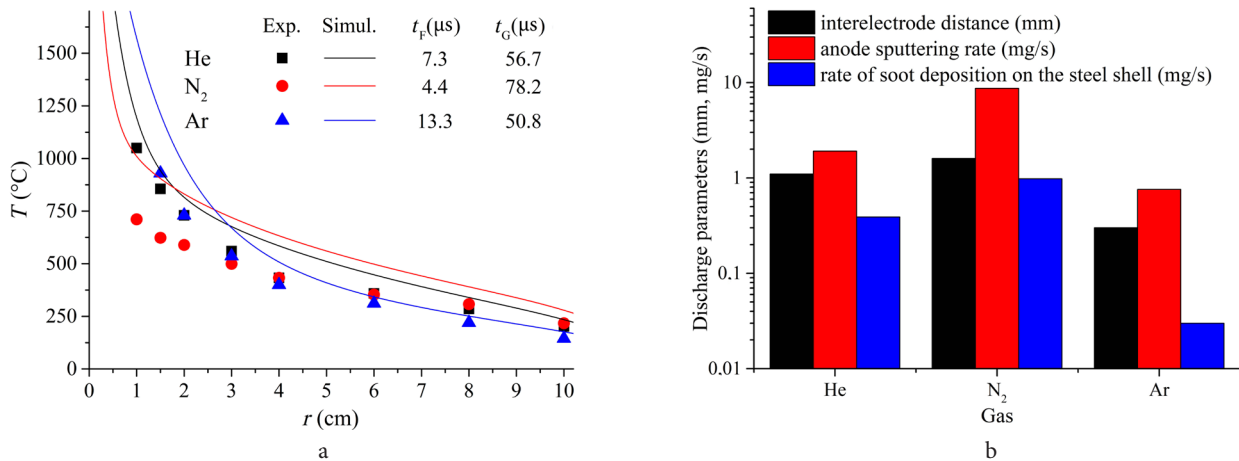 Exp. Simul. t_F(µs) t_G(µs)
He 7.3 56.7
N₂ 4.4 78.2
Ar 13.3 50.8
1500
1250
1000
750
500
250
0
T (°C)
0 1 2 3 4 5 6 7 8 9 10
r (cm)
a
interelectrode distance (mm)
anode sputtering rate (mg/s)
rate of soot deposition on the steel shell (mg/s)
10
1
0.1
0.01
Discharge parameters (mm, mg/s)
He N₂ Ar
Gas
b